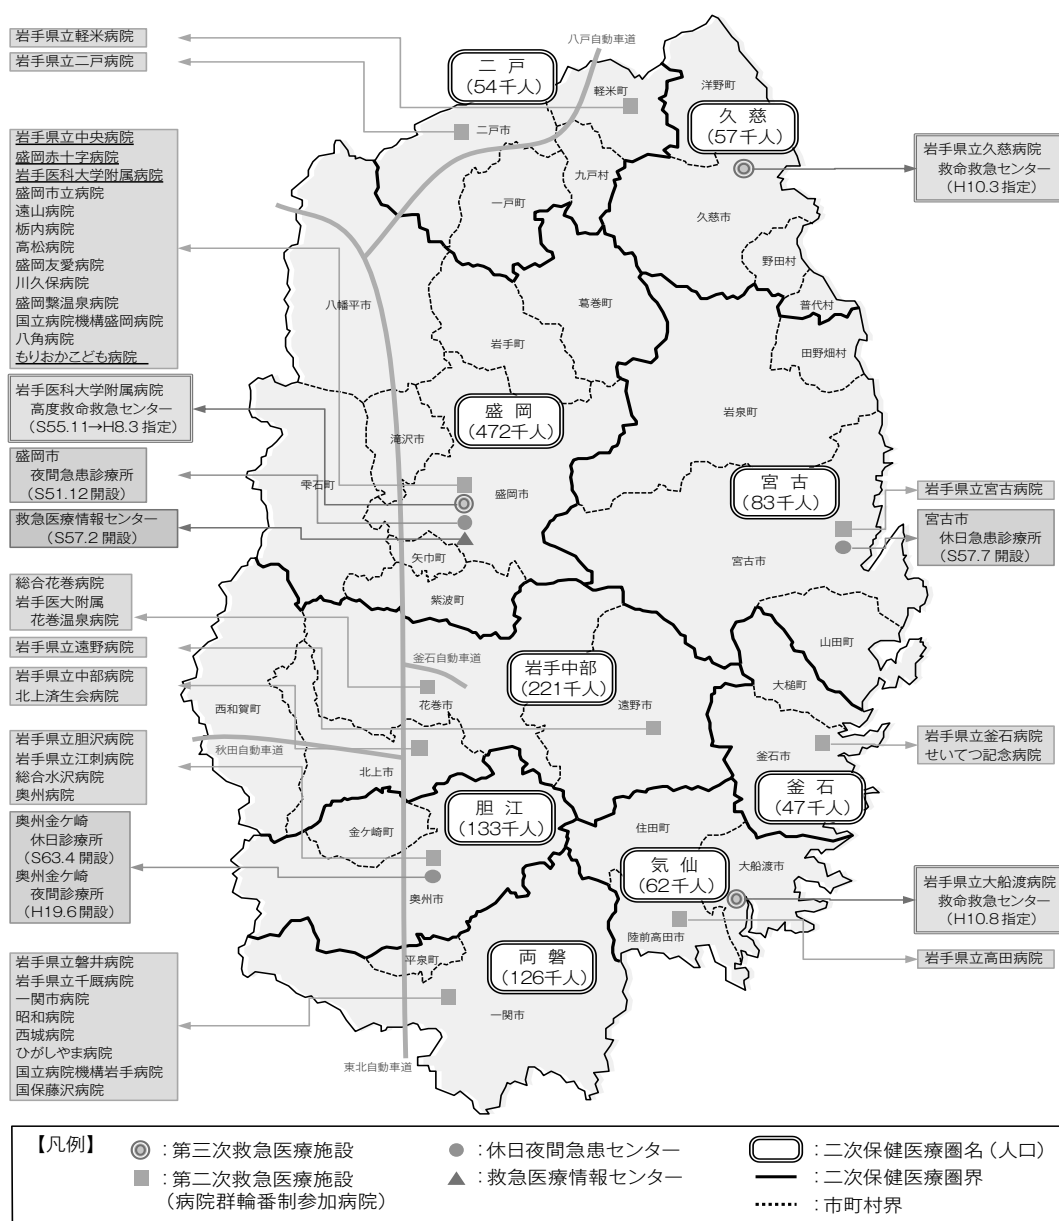 岩手県立軽米病院
岩手県立二戸病院
岩手県立中央病院
盛岡赤十字病院
岩手医科大学附属病院
盛岡市立病院
遠山病院
栃内病院
高松病院
盛岡友愛病院
川久保病院
盛岡繋温泉病院
国立病院機構盛岡病院
八角病院
もりおかこども病院
岩手医科大学附属病院
高度救命救急センター
(S55.11→H8.3指定)
盛岡市
夜間急患診療所
(S51.12開設)
救急医療情報センター
(S57.2開設)
総合花巻病院
岩手医大附属
花巻温泉病院
岩手県立遠野病院
岩手県立中部病院
北上済生会病院
岩手県立胆沢病院
岩手県立江刺病院
総合水沢病院
奥州病院
奥州金ケ崎
休日診療所
(S63.4開設)
奥州金ケ崎
夜間診療所
(H19.6開設)
岩手県立磐井病院
岩手県立千厩病院
一関市病院
昭和病院
西城病院
ひがしやま病院
国立病院機構岩手病院
国保藤沢病院
八戸自動車道
二戸
(54千人)
軽米町
洋野町
二戸市
久慈
(57千人)
九戸村
一戸町
久慈市
野田村
普代村
八幡平市
葛巻町
岩手町
田野畑村
岩泉町
盛岡
(472千人)
滝沢市
雫石町
盛岡市
宮古
(83千人)
矢巾町
宮古市
紫波町
山田町
釜石自動車道
岩手中部
(221千人)
大槌町
西和賀町
花巻市
遠野市
秋田自動車道
北上市
釜石市
釜石
(47千人)
胆江
(133千人)
金ケ崎町
住田町
気仙
(62千人)
大船渡市
奥州市
陸前高田市
平泉町
両磐
(126千人)
一関市
東北自動車道
岩手県立久慈病院
救命救急センター
(H10.3指定)
岩手県立宮古病院
宮古市
休日急患診療所
(S57.7開設)
岩手県立釜石病院
せいてつ記念病院
岩手県立大船渡病院
救命救急センター
(H10.8指定)
岩手県立高田病院
【凡例】
:第三次救急医療施設
:第二次救急医療施設
(病院群輪番制参加病院)
:休日夜間急患センター
:救急医療情報センター
:二次保健医療圏名(人口)
:二次保健医療圏界
:市町村界